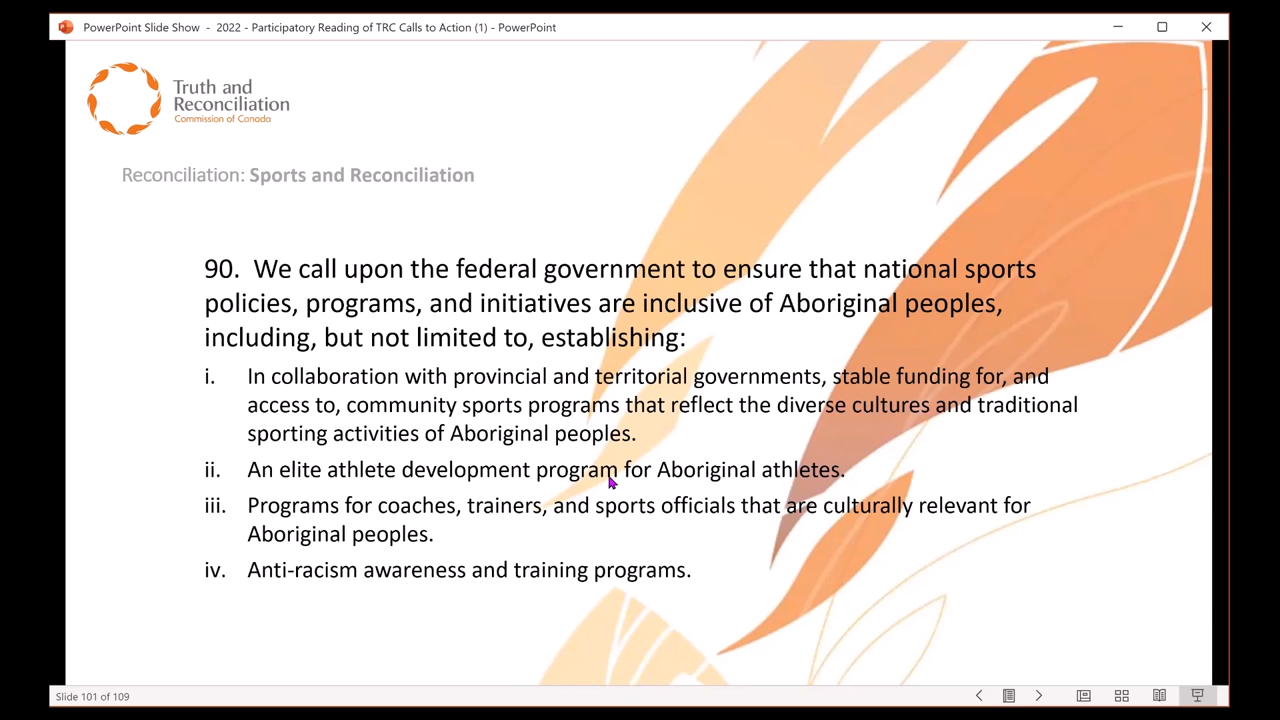 PowerPoint Slide Show - 2022 - Participatory Reading of TRC Calls to Action (1) - PowerPoint
Truth and
Reconciliation
Commission of Canada
Reconciliation: Sports and Reconciliation
90. We call upon the federal government to ensure that national sports
policies, programs, and initiatives are inclusive of Aboriginal peoples,
including, but not limited to, establishing:
i. In collaboration with provincial and territorial governments, stable funding for, and
access to, community sports programs that reflect the diverse cultures and traditional
sporting activities of Aboriginal peoples.
ii. An elite athlete development program for Aboriginal athletes.
iii. Programs for coaches, trainers, and sports officials that are culturally relevant for
Aboriginal peoples.
iv. Anti-racism awareness and training programs.
Slide 101 of 109